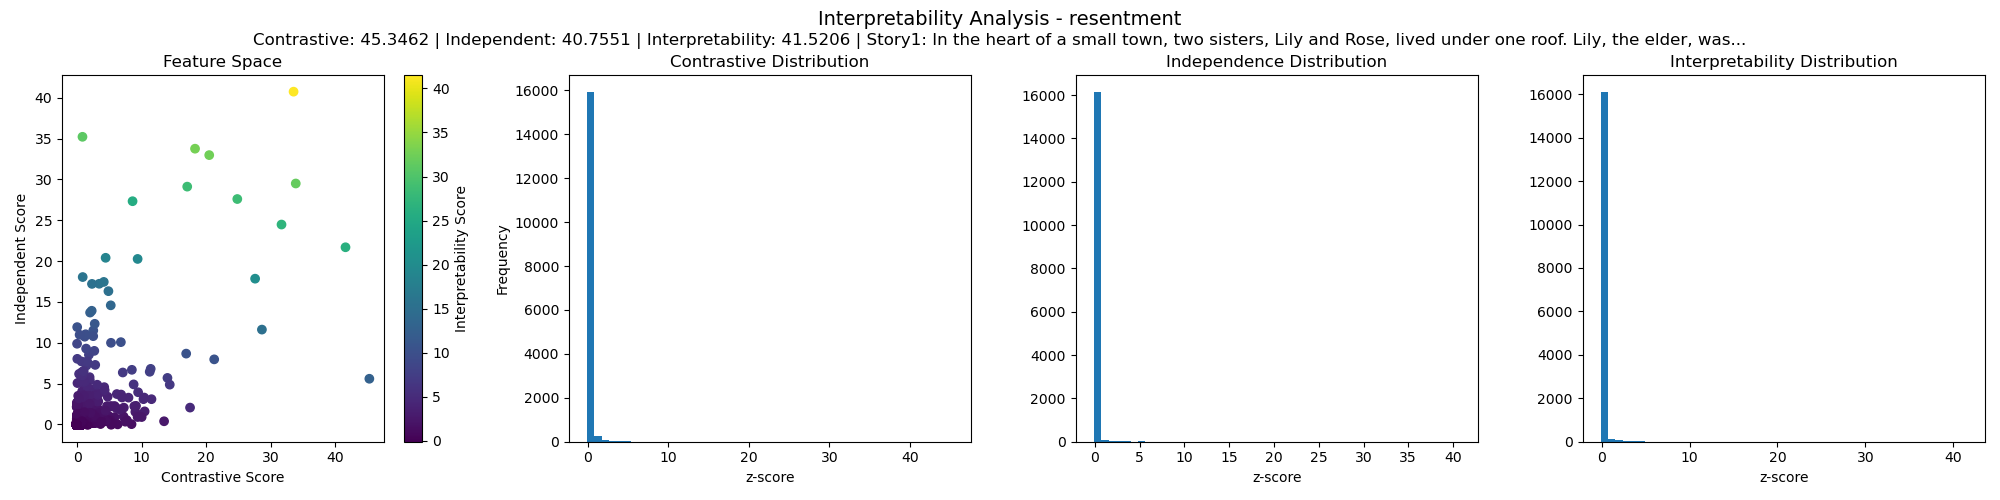 Interpretability Analysis - resentment
Contrastive: 45.3462 | Independent: 40.7551 | Interpretability: 41.5206 | Story1: In the heart of a small town, two sisters, Lily and Rose, lived under one roof. Lily, the elder, was...
Feature Space
Independent Score
40
35
30
25
20
15
10
5
0
0 10 20 30 40
Contrastive Score
40
35
30
25
20
15
10
5
0
Interpretability Score
Contrastive Distribution
Frequency
16000
14000
12000
10000
8000
6000
4000
2000
0
0 10 20 30 40
z-score
Independence Distribution
16000
14000
12000
10000
8000
6000
4000
2000
0
0 5 10 15 20 25 30 35 40
z-score
Interpretability Distribution
16000
14000
12000
10000
8000
6000
4000
2000
0
0 10 20 30 40
z-score